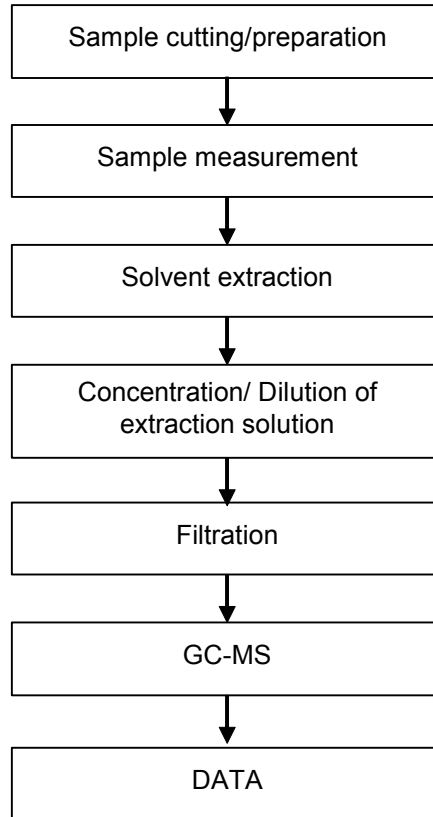 Sample cutting/preparation
Sample measurement
Solvent extraction
Concentration/ Dilution of
extraction solution
Filtration
GC-MS
DATA